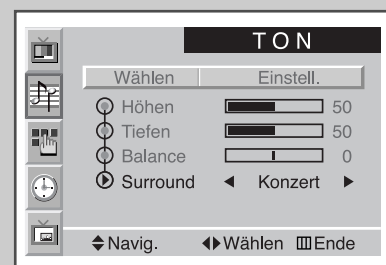 TON
Wählen Einstell.
Höhen 50
Tiefen 50
Balance 0
Surround Konzert
Navig. Wählen Ende